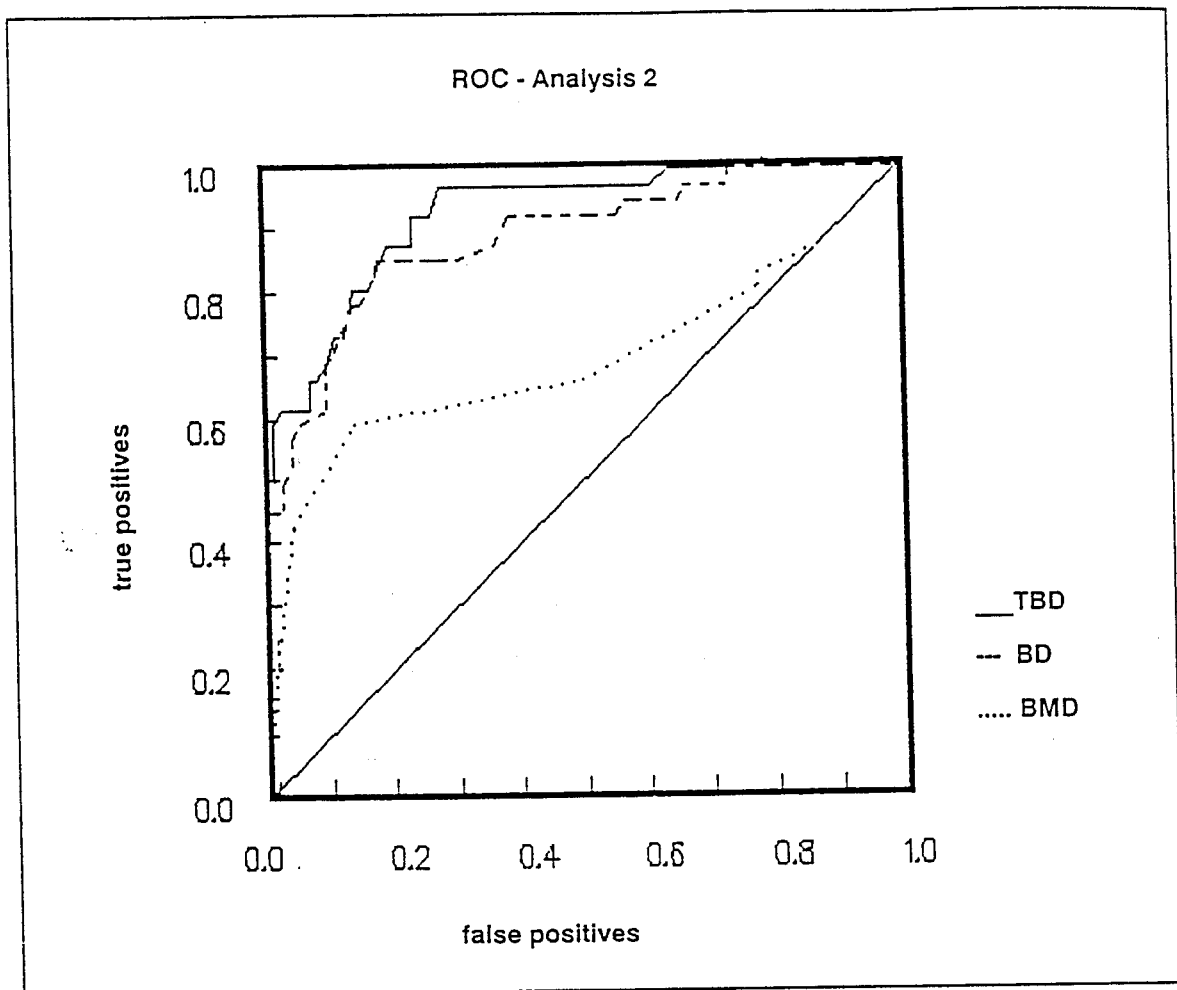 ROC - Analysis 2
1.0
0.8
0.6
0.4
0.2
0.0
true positives
0.0 0.2 0.4 0.6 0.8 1.0
false positives
TBD
BD
BMD